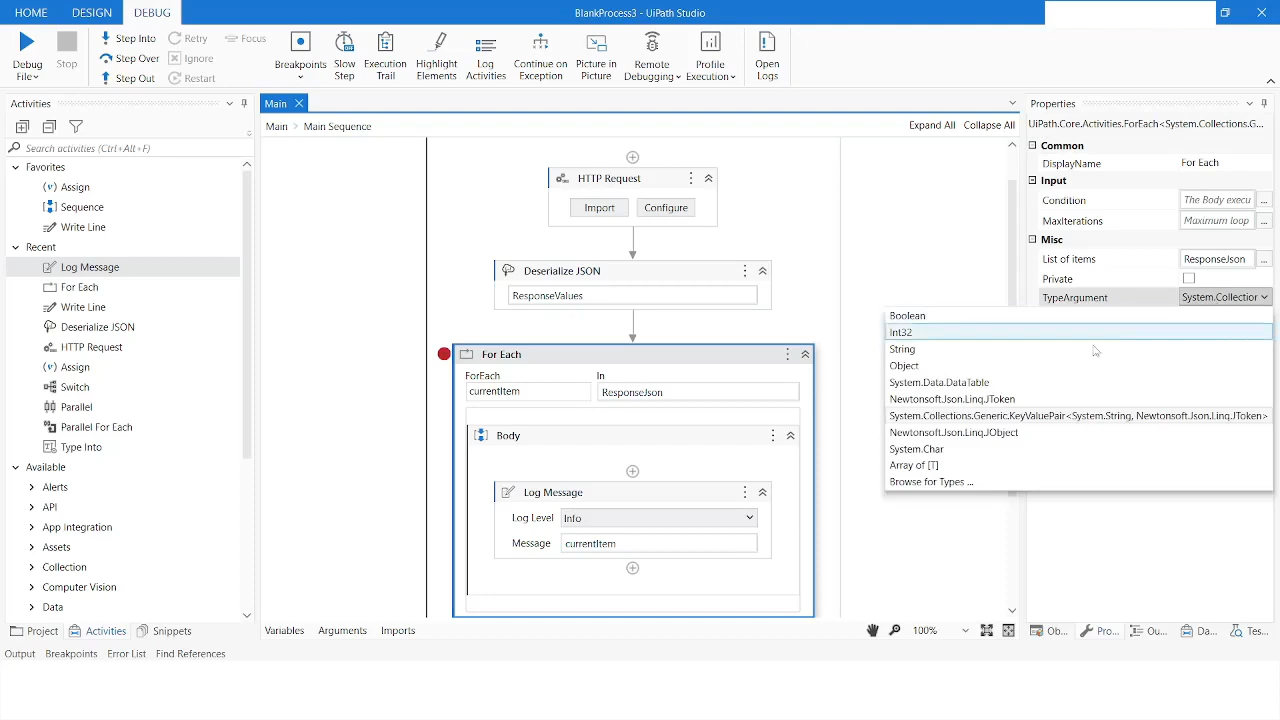 HOME DESIGN DEBUG BlankProcess3 - UiPath Studio
Debug File Stop Step Into Step Over Step Out Retry Ignore Restart Focus Breakpoints Slow Step Execution Trail Highlight Elements Log Activities Continue on Exception Picture in Picture Remote Debugging Profile Execution Open Logs
Activities
Search activities (Ctrl+Alt+F)
Favorites
Assign
Sequence
Write Line
Recent
Log Message
For Each
Write Line
Deserialize JSON
HTTP Request
Assign
Switch
Parallel
Parallel For Each
Type Into
Available
Alerts
API
App Integration
Assets
Collection
Computer Vision
Data
Project Activities Snippets
Main
Main Main Sequence Expand All Collapse All
HTTP Request
Import Configure
Deserialize JSON
ResponseValues
For Each
ForEach In
currentItem ResponseJson
Body
Log Message
Log Level Info
Message currentItem
Variables Arguments Imports 100%
Properties
UiPath.Core.Activities.ForEach<System.Collections.G...
Common
DisplayName For Each
Input
Condition The Body execu ...
MaxIterations Maximum loop ...
Misc
List of items ResponseJson ...
Private
TypeArgument System.Collection
Boolean
Int32
String
Object
System.Data.DataTable
Newtonsoft.Json.Linq.JToken
System.Collections.Generic.KeyValuePair<System.String, Newtonsoft.Json.Linq.JToken>
Newtonsoft.Json.Linq.JObject
System.Char
Array of [T]
Browse for Types ...
Ob... Pro... Ou... Da... Tes...
Output Breakpoints Error List Find References